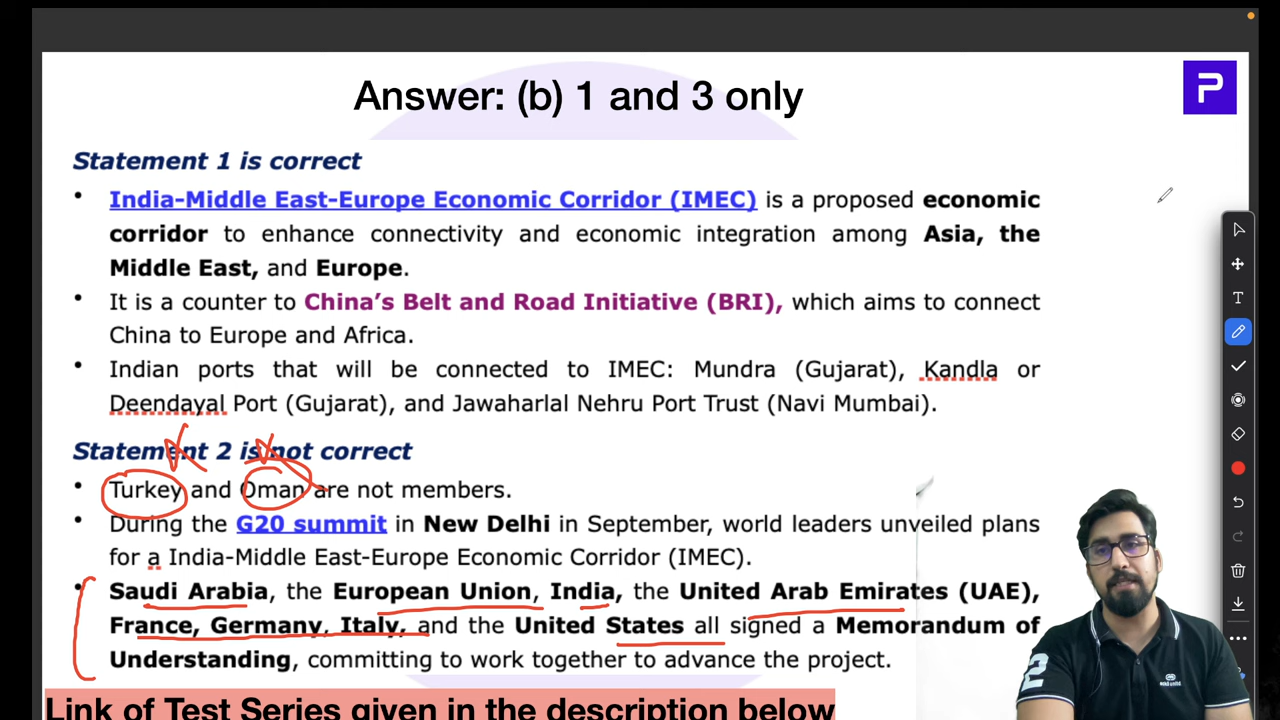 Answer: (b) 1 and 3 only
P
Statement 1 is correct
• India-Middle East-Europe Economic Corridor (IMEC) is a proposed economic
corridor to enhance connectivity and economic integration among Asia, the
Middle East, and Europe.
• It is a counter to China’s Belt and Road Initiative (BRI), which aims to connect
China to Europe and Africa.
• Indian ports that will be connected to IMEC: Mundra (Gujarat), Kandla or
Deendayal Port (Gujarat), and Jawaharlal Nehru Port Trust (Navi Mumbai).
Statement 2 is not correct
• Turkey and Oman are not members.
• During the G20 summit in New Delhi in September, world leaders unveiled plans
for a India-Middle East-Europe Economic Corridor (IMEC).
• Saudi Arabia, the European Union, India, the United Arab Emirates (UAE),
France, Germany, Italy, and the United States all signed a Memorandum of
Understanding, committing to work together to advance the project.
Link of Test Series given in the description below
T
2